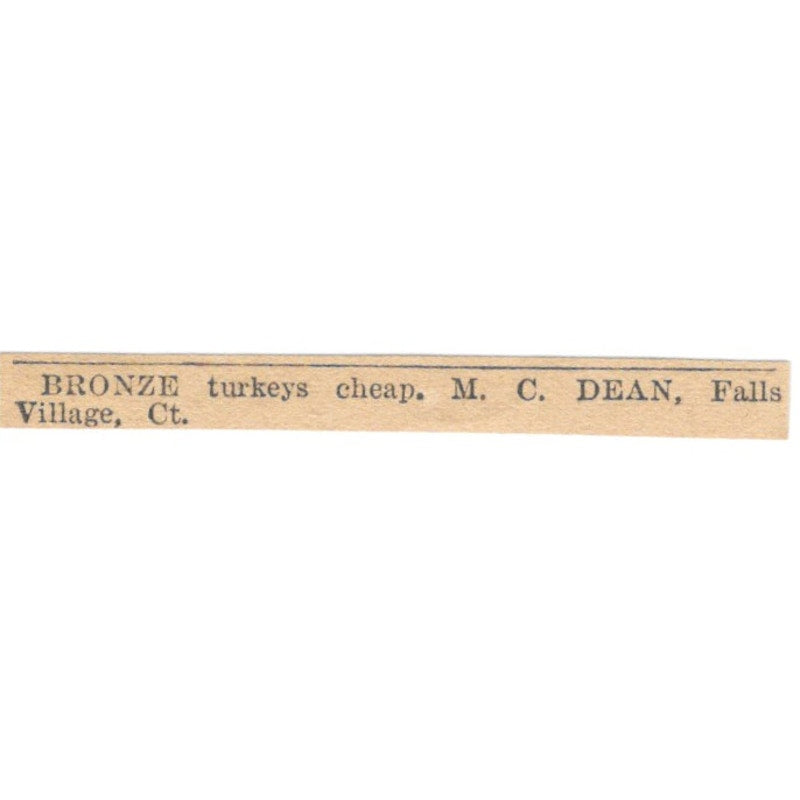 BRONZE turkeys cheap. M. C. DEAN, Falls
Village, Ct.